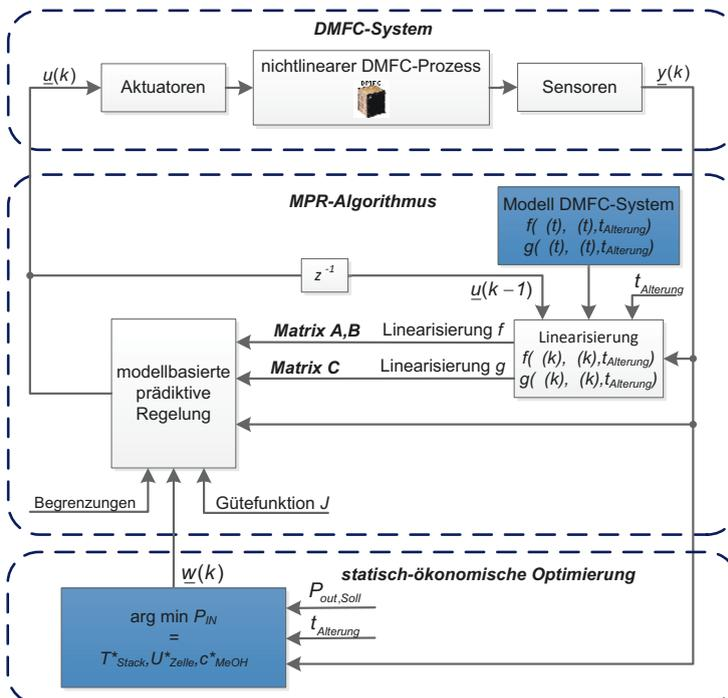 DMFC-System
u(k)
Aktuatoren
nichtlinearer DMFC-Prozess
DMFC
Sensoren
y(k)
MPR-Algorithmus
Modell DMFC-System
f( (t), (t),tAlterung)
g( (t), (t),tAlterung)
z-1
u(k−1)
tAlterung
modellbasierte
prädiktive
Regelung
Matrix A,B Linearisierung f
Matrix C Linearisierung g
Linearisierung
f( (k), (k),tAlterung)
g( (k), (k),tAlterung)
Begrenzungen
Gütefunktion J
w(k)
statisch-ökonomische Optimierung
arg min PIN
=
T*Stack,U*Zelle,c*MeOH
Pout,Soll
tAlterung